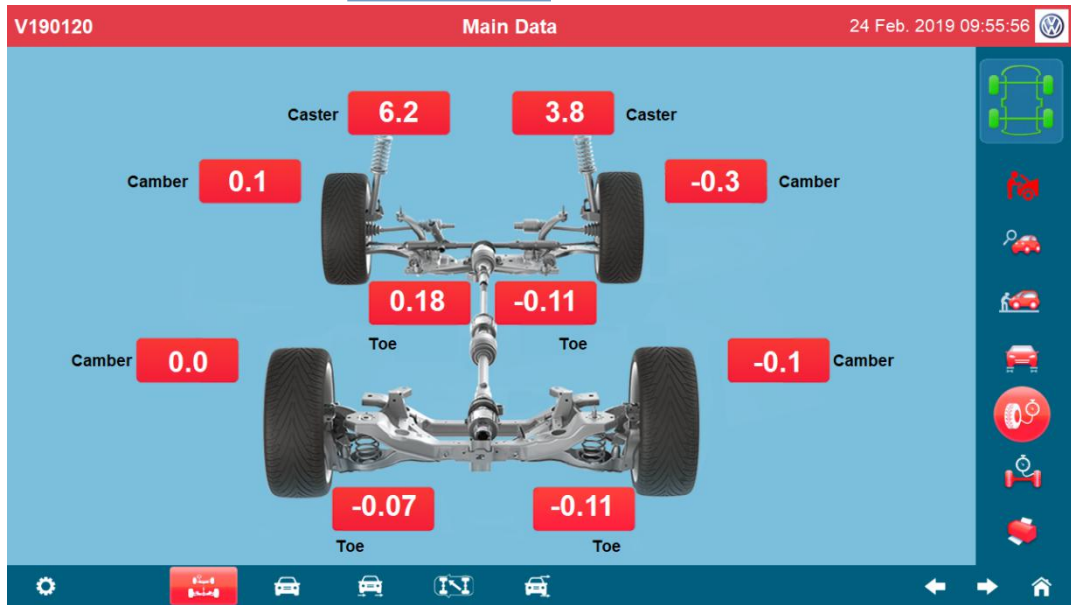 V190120 Main Data 24 Feb. 2019 09:55:56
Caster 6.2 3.8 Caster
Camber 0.1 -0.3 Camber
0.18 -0.11
Toe Toe
Camber 0.0 -0.1 Camber
-0.07 -0.11
Toe Toe